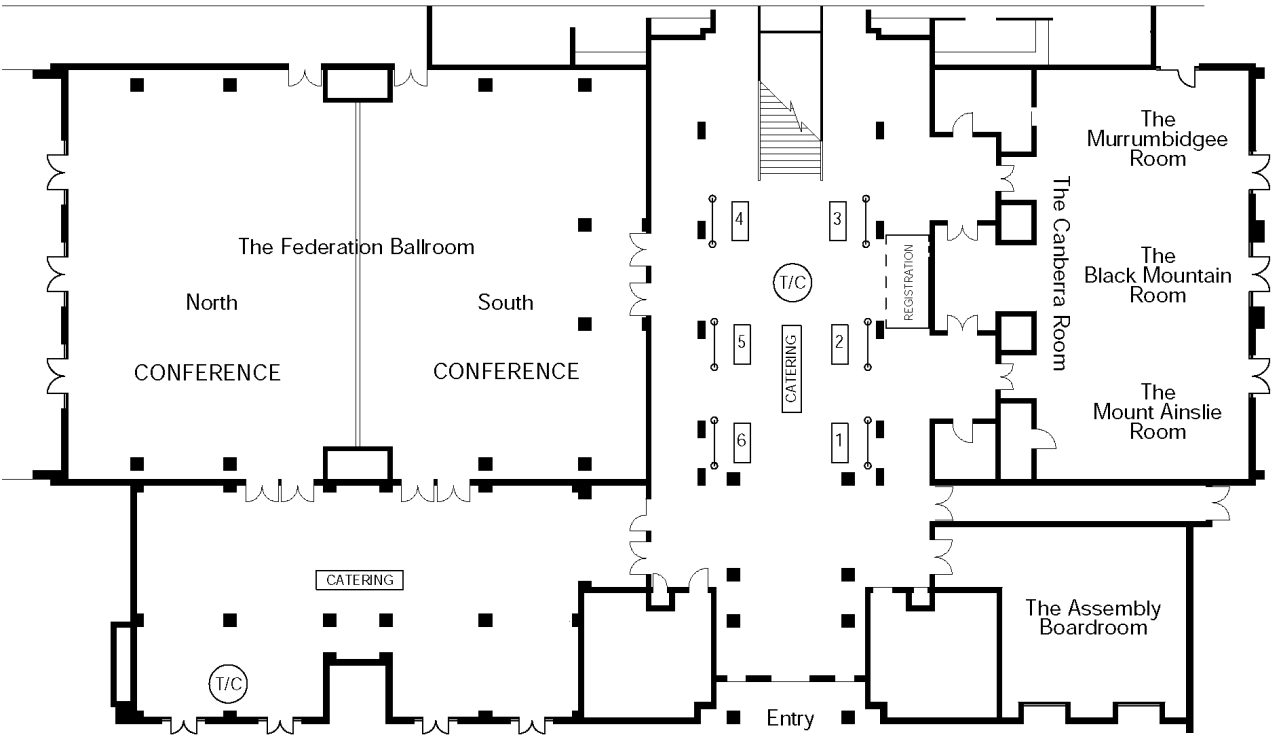 The
Murrumbidgee
Room
The Canberra Room
4
3
The Federation Ballroom
The
Black Mountain
Room
REGISTRATION
T/C
North
South
5
2
CATERING
CONFERENCE
CONFERENCE
The
Mount Ainslie
Room
6
1
CATERING
The Assembly
Boardroom
T/C
Entry